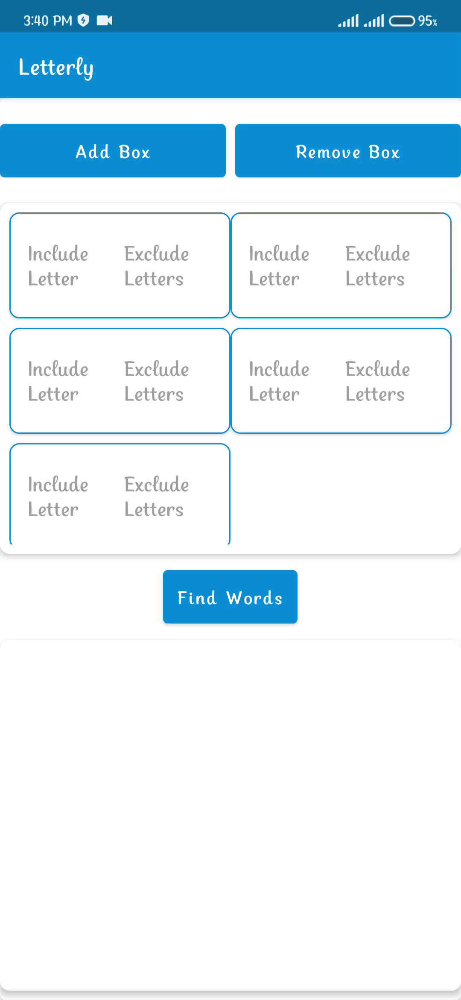 3:40 PM 95%
Letterly
Add Box Remove Box
Include Exclude Include Exclude
Letter Letters Letter Letters
Include Exclude Include Exclude
Letter Letters Letter Letters
Include Exclude
Letter Letters
Find Words